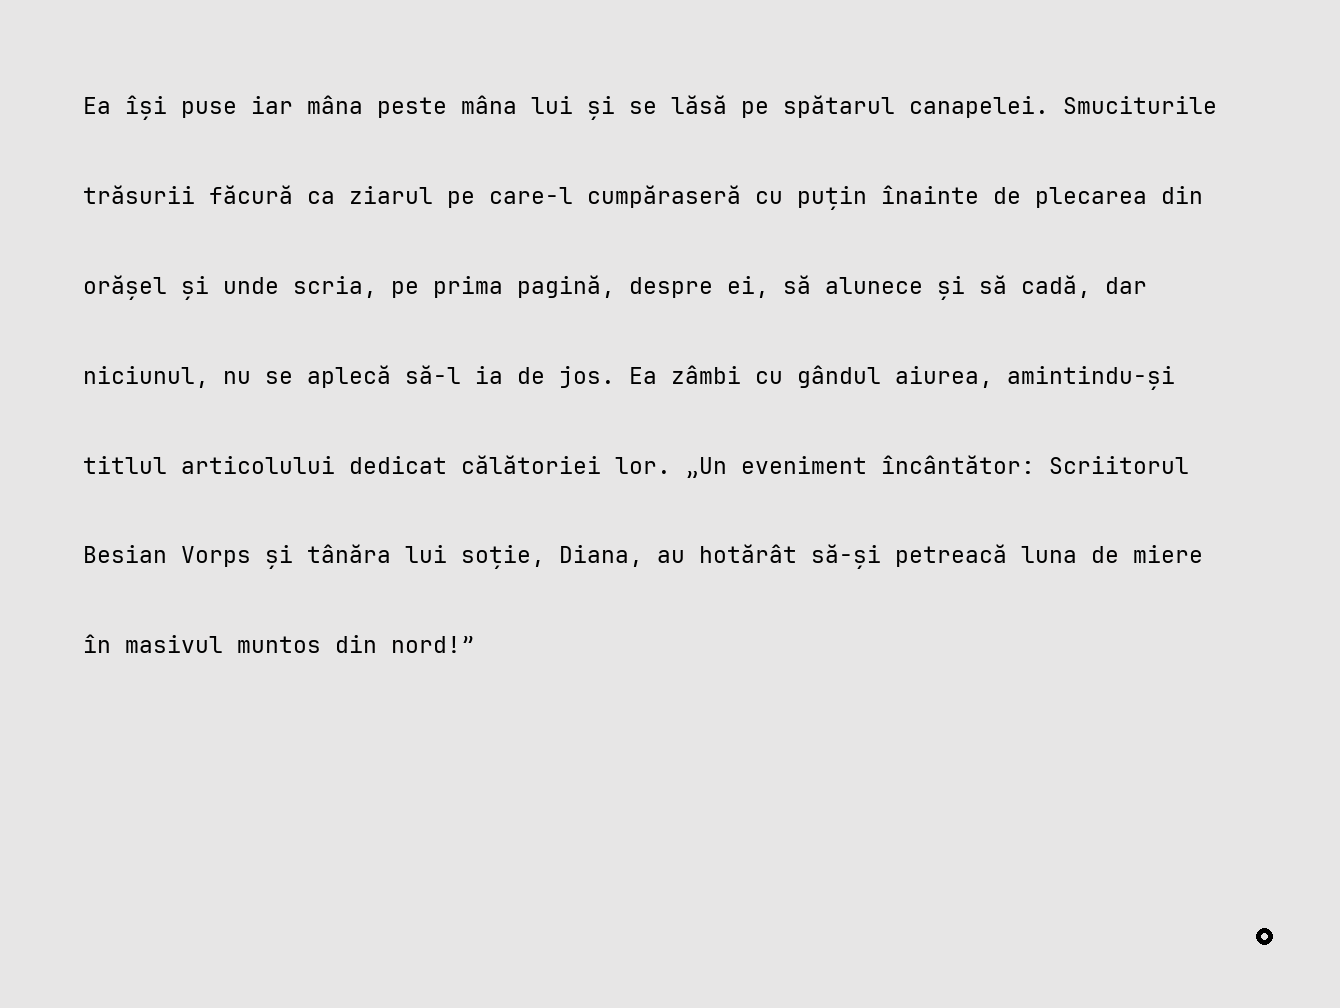 Ea își puse iar mâna peste mâna lui și se lăsă pe spătarul canapelei. Smuciturile
trăsurii făcură ca ziarul pe care-l cumpăraseră cu puțin înainte de plecarea din
orășel și unde scria, pe prima pagină, despre ei, să alunece și să cadă, dar
niciunul, nu se aplecă să-l ia de jos. Ea zâmbi cu gândul aiurea, amintindu-și
titlul articolului dedicat călătoriei lor. „Un eveniment încântător: Scriitorul
Besian Vorps și tânăra lui soție, Diana, au hotărât să-și petreacă luna de miere
în masivul muntos din nord!”